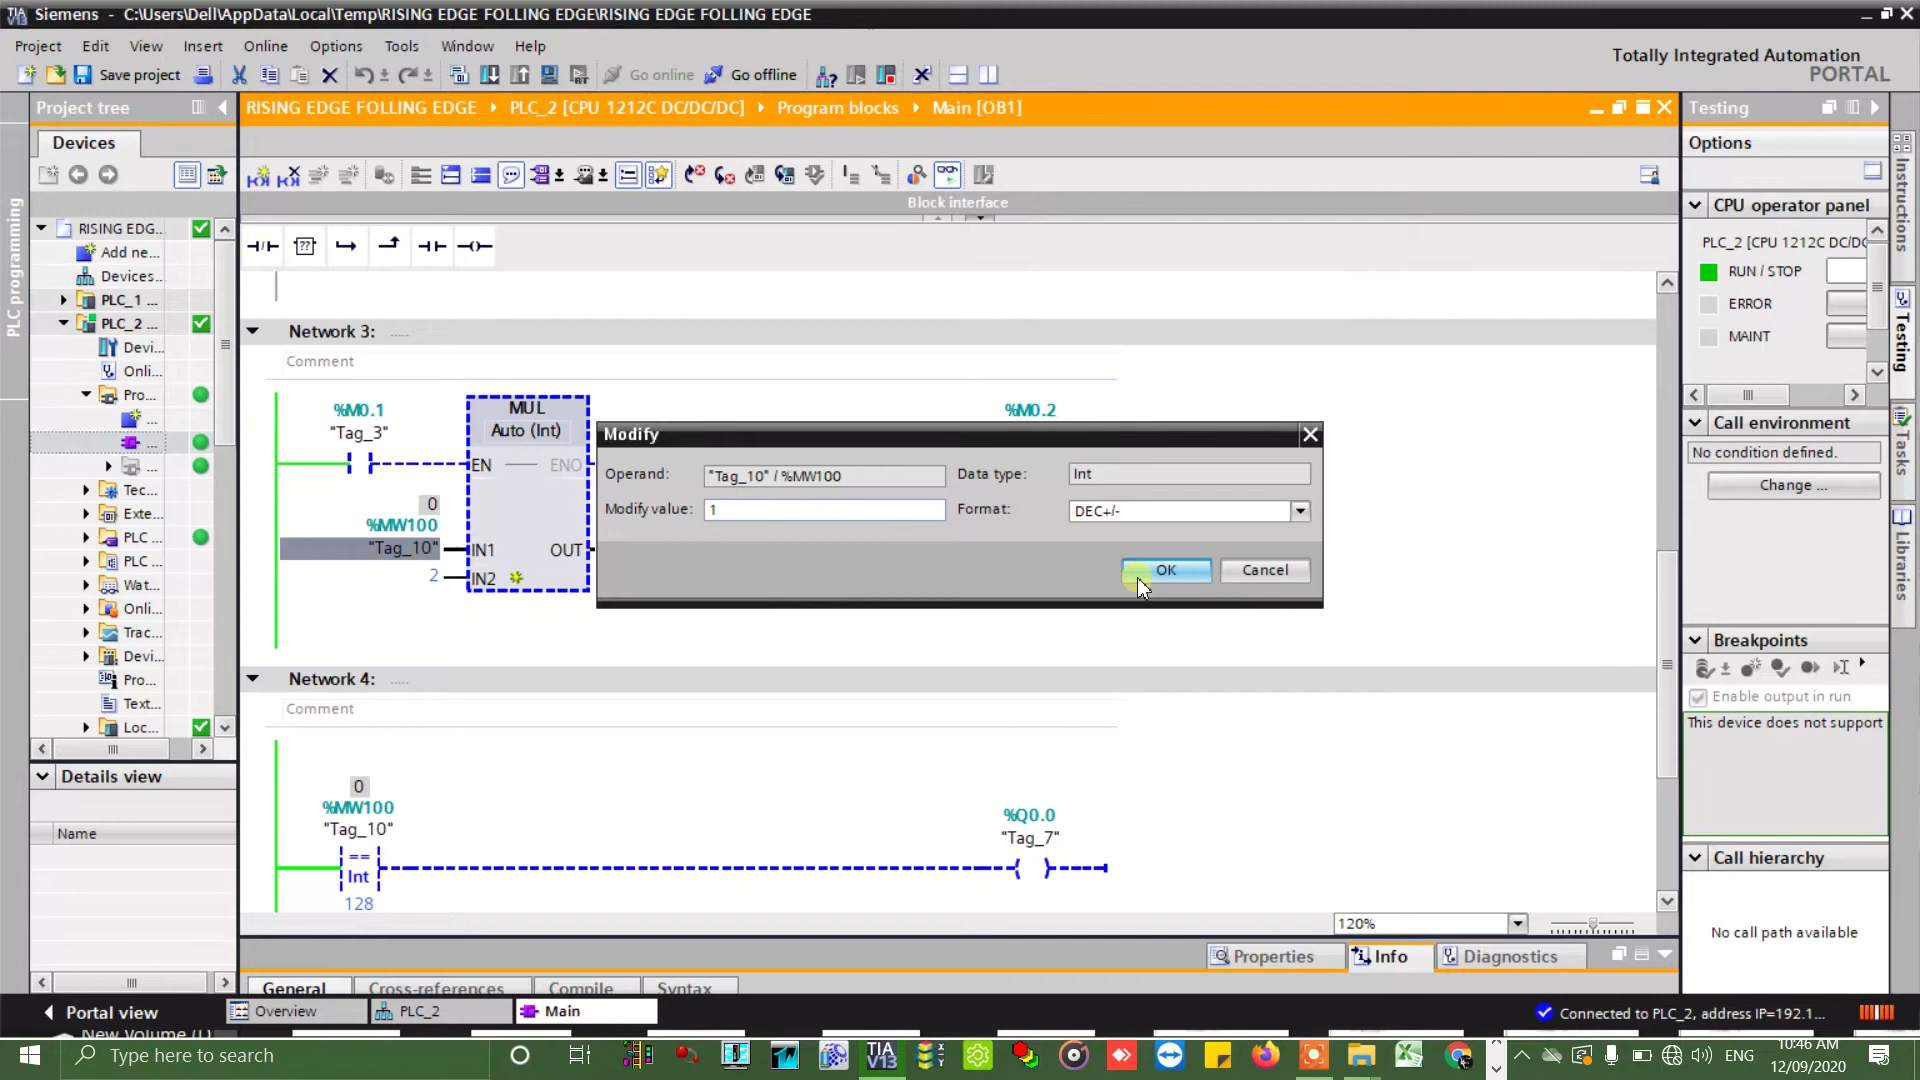 Siemens - C:\Users\Dell\AppData\Local\Temp\RISING EDGE FOLLING EDGE\RISING EDGE FOLLING EDGE
Project Edit View Insert Online Options Tools Window Help
Totally Integrated Automation
PORTAL
Save project Go online Go offline
Project tree
RISING EDGE FOLLING EDGE PLC_2 [CPU 1212C DC/DC/DC] Program blocks Main [OB1]
Testing
Devices
Options
Block interface
CPU operator panel
PLC_2 [CPU 1212C DC/DC
RUN / STOP
ERROR
MAINT
Call environment
No condition defined.
Change ...
Breakpoints
Enable output in run
This device does not support
Call hierarchy
No call path available
PLC programming
RISING EDG...
Add ne...
Devices...
PLC_1 ...
PLC_2 ...
Devi...
Onli...
Pro...
...
...
...
Tec...
Exte...
PLC ...
PLC ...
Wat...
Onli...
Trac...
Devi...
Pro...
Text...
Loc...
Details view
Name
Instructions
Testing
Tasks
Libraries
Network 3: .....
Comment
%M0.1
"Tag_3"
MUL
Auto (Int)
EN ENO
0
%MW100
"Tag_10" IN1 OUT
2 IN2
%M0.2
Modify
Operand: "Tag_10" / %MW100 Data type: Int
Modify value: 1 Format: DEC+/-
OK Cancel
Network 4: .....
Comment
0
%MW100
"Tag_10"
==
Int
128
%Q0.0
"Tag_7"
120%
Properties Info Diagnostics
General Cross-references Compile Syntax
Portal view Overview PLC_2 Main
Connected to PLC_2, address IP=192.1...
New Volume (D
Type here to search
TIA
V13
ENG
10:46 AM
12/09/2020